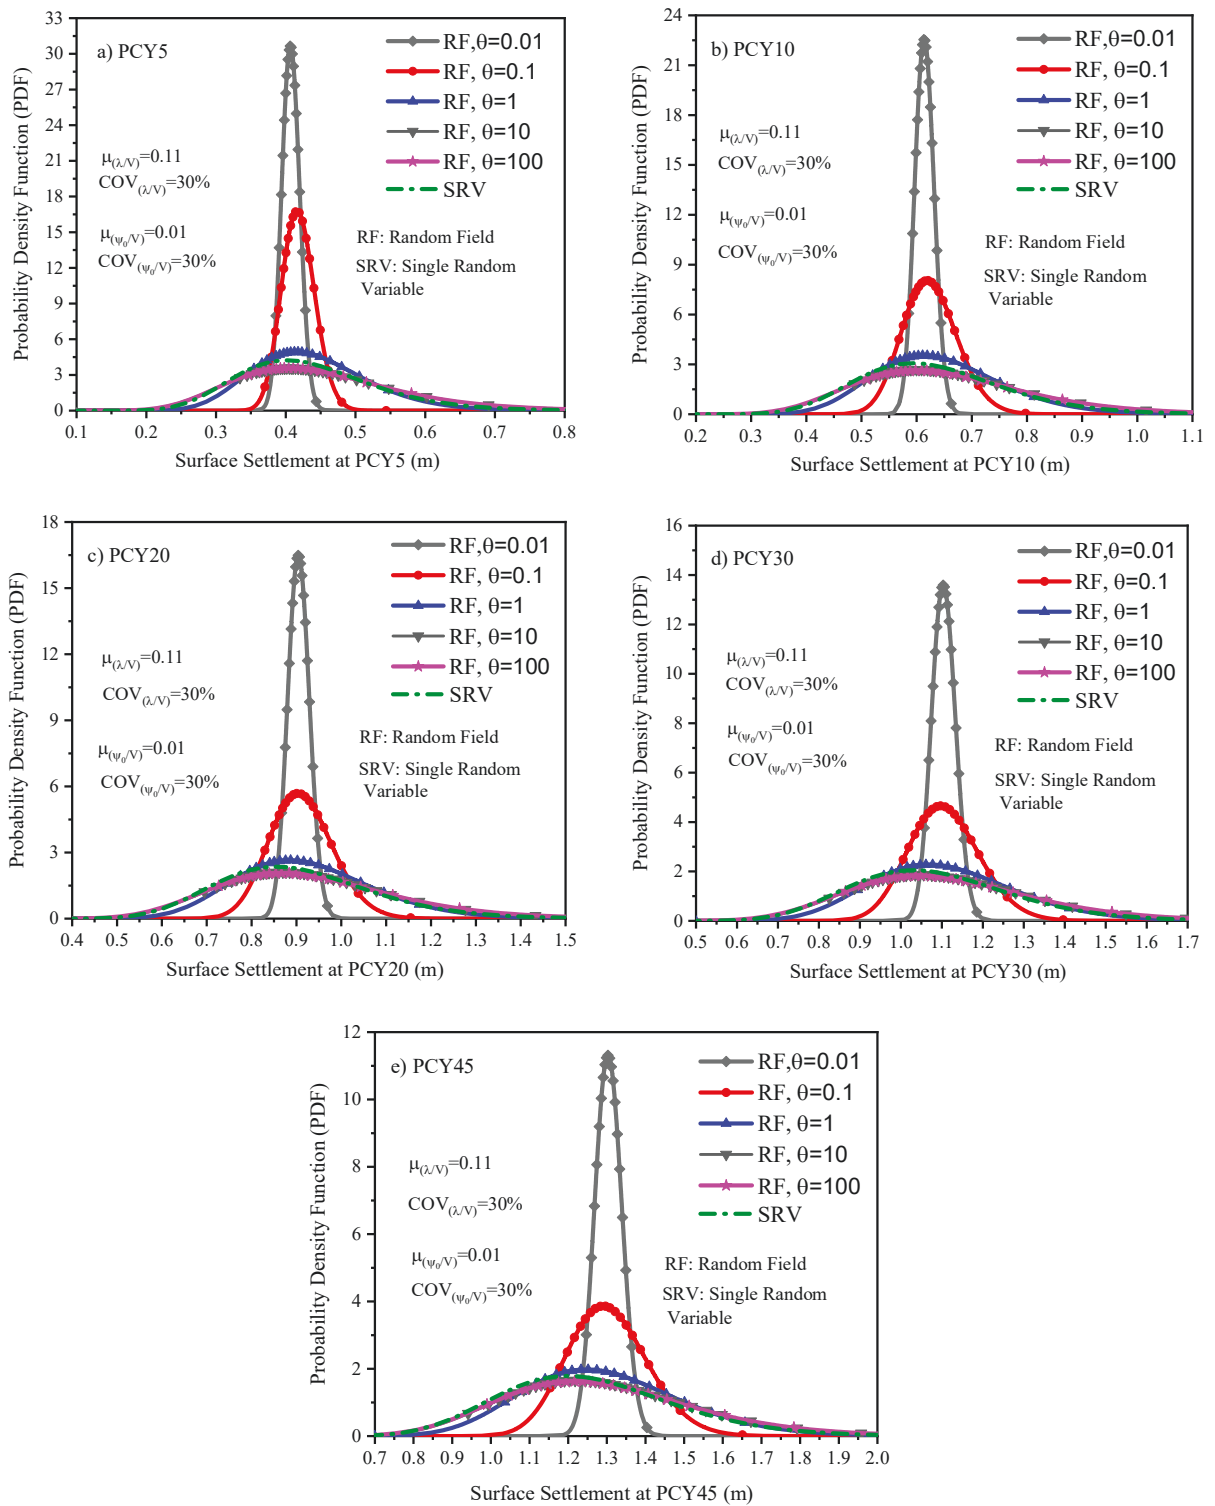 a) PCY5
Probability Density Function (PDF)
33
30
27
24
21
18
15
12
9
6
3
0
RF,θ=0.01
RF, θ=0.1
RF, θ=1
RF, θ=10
RF, θ=100
SRV
μ(λ/V)=0.11
COV(λ/V)=30%
μ(ψ₀/V)=0.01
COV(ψ₀/V)=30%
RF: Random Field
SRV: Single Random
Variable
0.1 0.2 0.3 0.4 0.5 0.6 0.7 0.8
Surface Settlement at PCY5 (m)
b) PCY10
Probability Density Function (PDF)
24
21
18
15
12
9
6
3
0
RF,θ=0.01
RF, θ=0.1
RF, θ=1
RF, θ=10
RF, θ=100
SRV
μ(λ/V)=0.11
COV(λ/V)=30%
μ(ψ₀/V)=0.01
COV(ψ₀/V)=30%
RF: Random Field
SRV: Single Random
Variable
0.2 0.3 0.4 0.5 0.6 0.7 0.8 0.9 1.0 1.1
Surface Settlement at PCY10 (m)
c) PCY20
Probability Density Function (PDF)
18
15
12
9
6
3
0
RF,θ=0.01
RF, θ=0.1
RF, θ=1
RF, θ=10
RF, θ=100
SRV
μ(λ/V)=0.11
COV(λ/V)=30%
μ(ψ₀/V)=0.01
COV(ψ₀/V)=30%
RF: Random Field
SRV: Single Random
Variable
0.4 0.5 0.6 0.7 0.8 0.9 1.0 1.1 1.2 1.3 1.4 1.5
Surface Settlement at PCY20 (m)
d) PCY30
Probability Density Function (PDF)
16
14
12
10
8
6
4
2
0
RF,θ=0.01
RF, θ=0.1
RF, θ=1
RF, θ=10
RF, θ=100
SRV
μ(λ/V)=0.11
COV(λ/V)=30%
μ(ψ₀/V)=0.01
COV(ψ₀/V)=30%
RF: Random Field
SRV: Single Random
Variable
0.5 0.6 0.7 0.8 0.9 1.0 1.1 1.2 1.3 1.4 1.5 1.6 1.7
Surface Settlement at PCY30 (m)
e) PCY45
Probability Density Function (PDF)
12
10
8
6
4
2
0
RF,θ=0.01
RF, θ=0.1
RF, θ=1
RF, θ=10
RF, θ=100
SRV
μ(λ/V)=0.11
COV(λ/V)=30%
μ(ψ₀/V)=0.01
COV(ψ₀/V)=30%
RF: Random Field
SRV: Single Random
Variable
0.7 0.8 0.9 1.0 1.1 1.2 1.3 1.4 1.5 1.6 1.7 1.8 1.9 2.0
Surface Settlement at PCY45 (m)